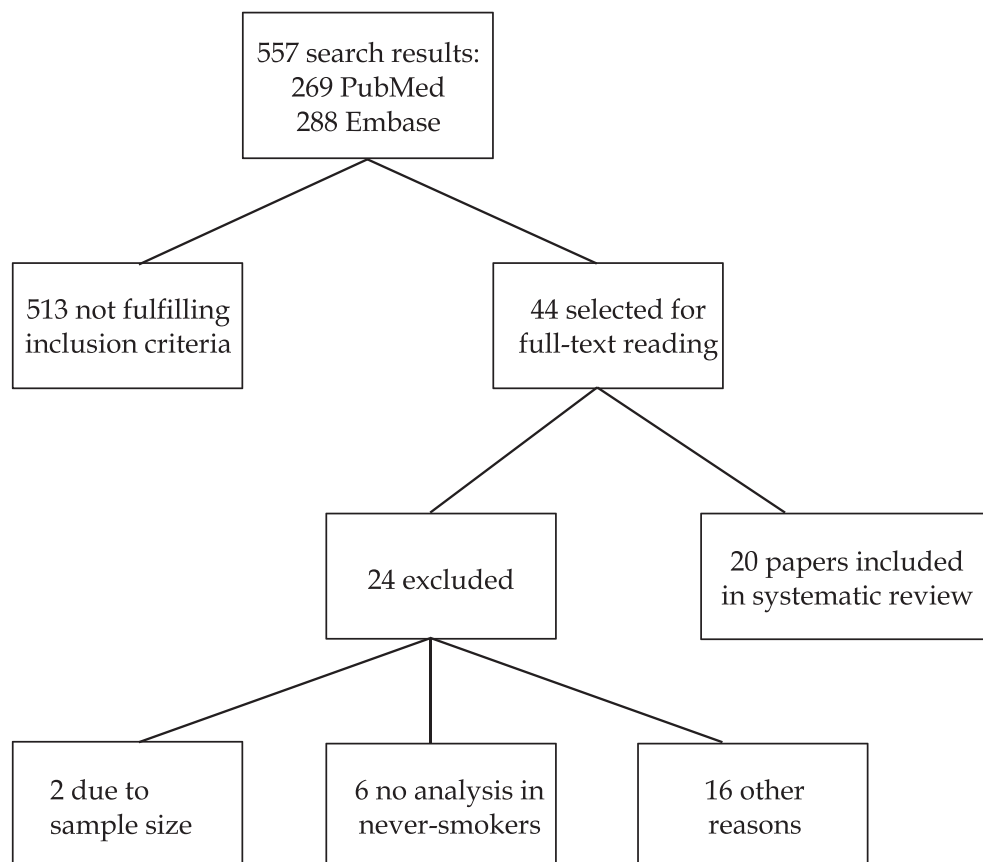 557 search results:
269 PubMed
288 Embase
513 not fulfilling
inclusion criteria
44 selected for
full-text reading
24 excluded
20 papers included
in systematic review
2 due to
sample size
6 no analysis in
never-smokers
16 other
reasons